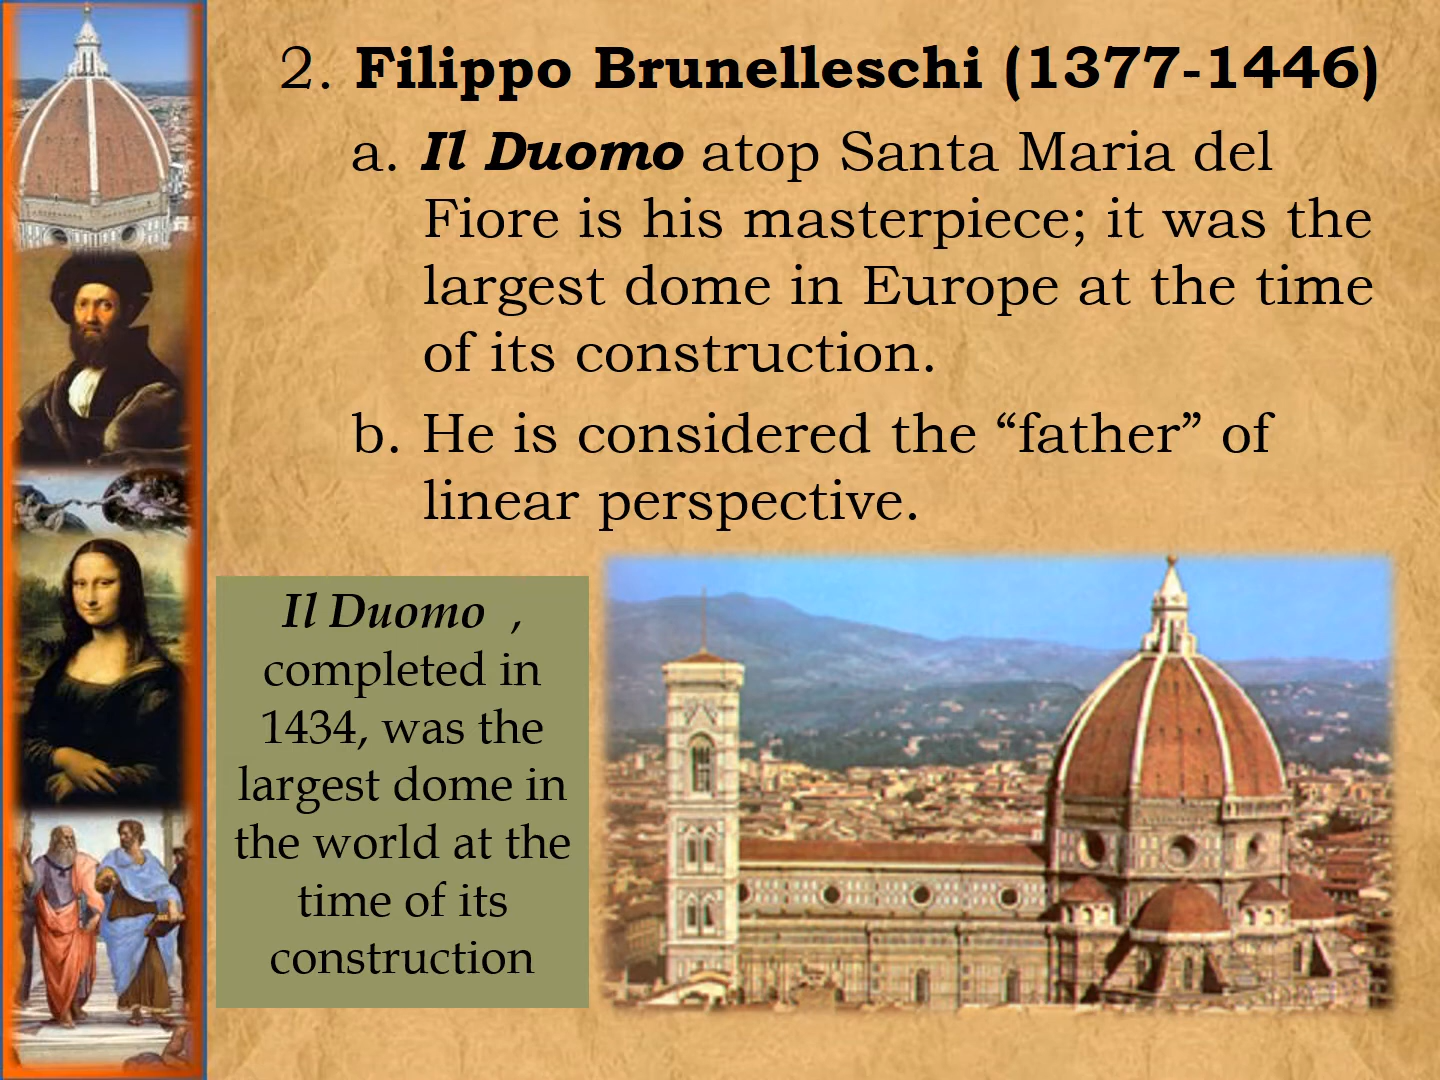 2. Filippo Brunelleschi (1377-1446)
a. Il Duomo atop Santa Maria del
Fiore is his masterpiece; it was the
largest dome in Europe at the time
of its construction.
b. He is considered the “father” of
linear perspective.
Il Duomo ,
completed in
1434, was the
largest dome in
the world at the
time of its
construction